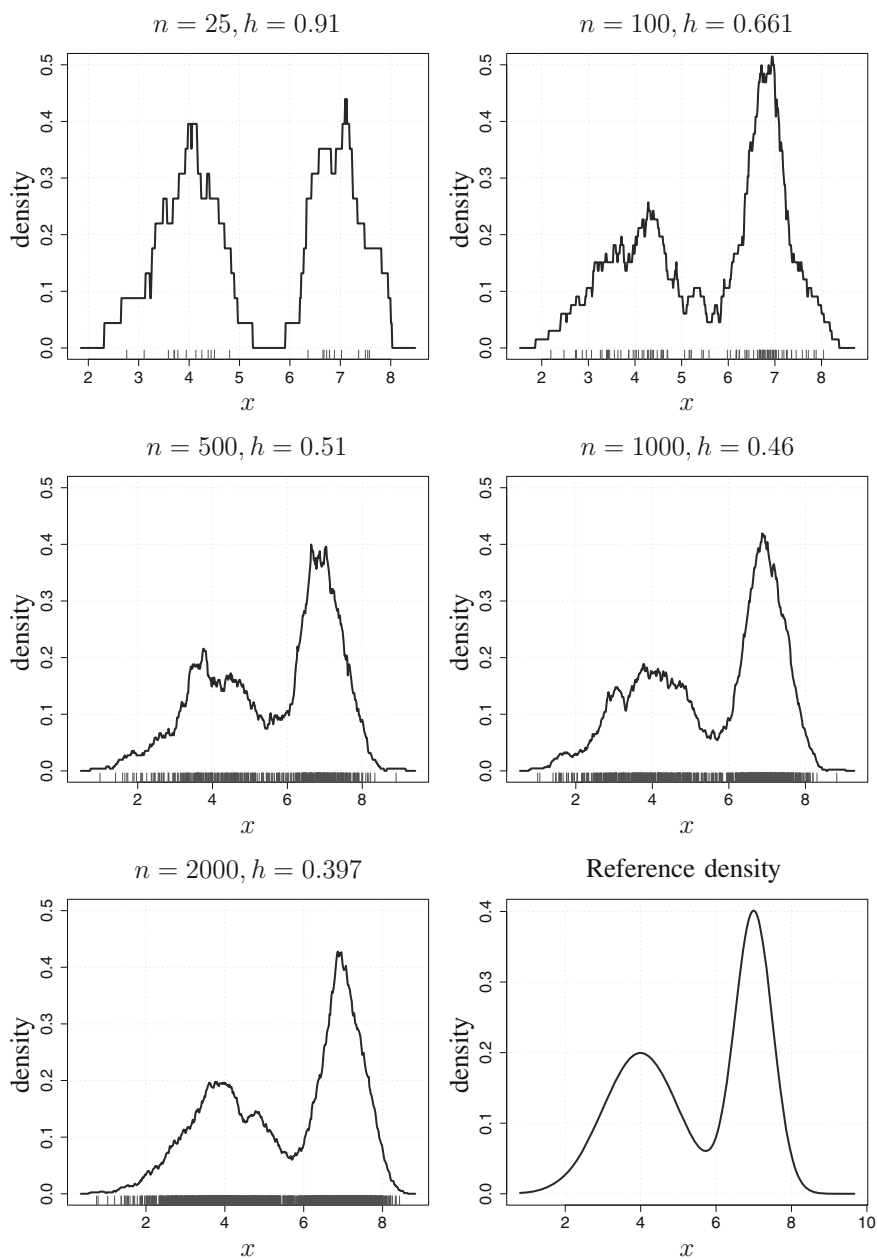 n = 25, h = 0.91
n = 100, h = 0.661
density
0.0 0.1 0.2 0.3 0.4 0.5
2 3 4 5 6 7 8
x
density
0.0 0.1 0.2 0.3 0.4 0.5
2 3 4 5 6 7 8
x
n = 500, h = 0.51
n = 1000, h = 0.46
density
0.0 0.1 0.2 0.3 0.4 0.5
2 4 6 8
x
density
0.0 0.1 0.2 0.3 0.4 0.5
2 4 6 8
x
n = 2000, h = 0.397
Reference density
density
0.0 0.1 0.2 0.3 0.4 0.5
2 4 6 8
x
density
0.0 0.1 0.2 0.3 0.4
2 4 6 8 10
x